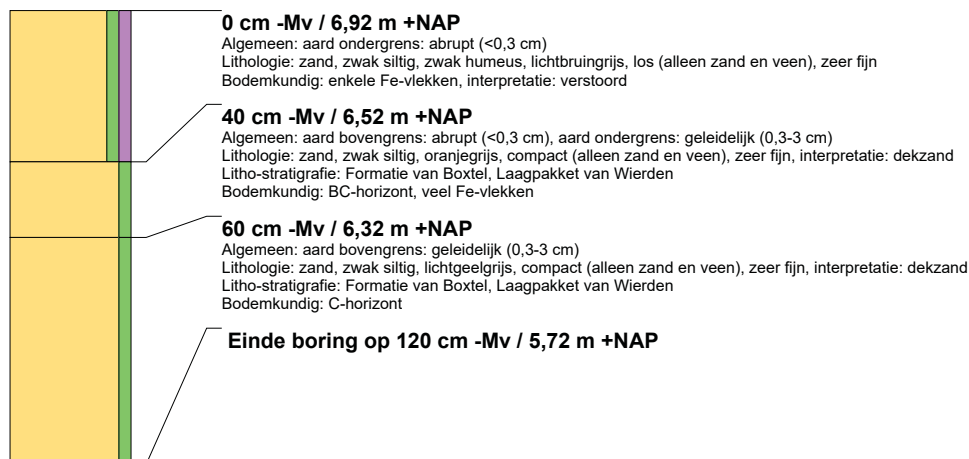 0 cm -Mv / 6,92 m +NAP
Algemeen: aard ondergrens: abrupt (<0,3 cm)
Lithologie: zand, zwak siltig, zwak humeus, lichtbruingrijs, los (alleen zand en veen), zeer fijn
Bodemkundig: enkele Fe-vlekken, interpretatie: verstoord
40 cm -Mv / 6,52 m +NAP
Algemeen: aard bovengrens: abrupt (<0,3 cm), aard ondergrens: geleidelijk (0,3-3 cm)
Lithologie: zand, zwak siltig, oranjegrijs, compact (alleen zand en veen), zeer fijn, interpretatie: dekzand
Litho-stratigrafie: Formatie van Boxtel, Laagpakket van Wierden
Bodemkundig: BC-horizont, veel Fe-vlekken
60 cm -Mv / 6,32 m +NAP
Algemeen: aard bovengrens: geleidelijk (0,3-3 cm)
Lithologie: zand, zwak siltig, lichtgeelgrijs, compact (alleen zand en veen), zeer fijn, interpretatie: dekzand
Litho-stratigrafie: Formatie van Boxtel, Laagpakket van Wierden
Bodemkundig: C-horizont
Einde boring op 120 cm -Mv / 5,72 m +NAP